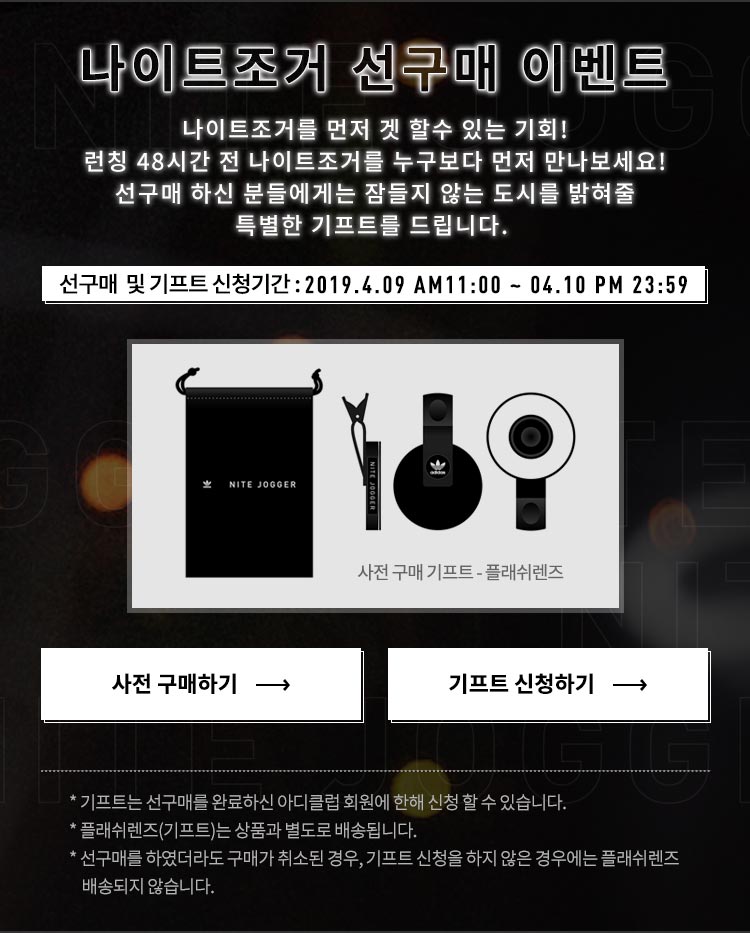 나이트조거 선구매 이벤트
나이트조거를 먼저 겟 할수 있는 기회!
런칭 48시간 전 나이트조거를 누구보다 먼저 만나보세요!
선구매 하신 분들에게는 잠들지 않는 도시를 밝혀줄
특별한 기프트를 드립니다.
선구매 및 기프트 신청기간 : 2019.4.09 AM11:00 ~ 04.10 PM 23:59
NITE JOGGER
NITE JOGGER
adidas
사전 구매 기프트 - 플래쉬렌즈
사전 구매하기 →
기프트 신청하기 →
* 기프트는 선구매를 완료하신 아디클럽 회원에 한해 신청 할 수 있습니다.
* 플래쉬렌즈(기프트)는 상품과 별도로 배송됩니다.
* 선구매를 하였더라도 구매가 취소된 경우, 기프트 신청을 하지 않은 경우에는 플래쉬렌즈
배송되지 않습니다.